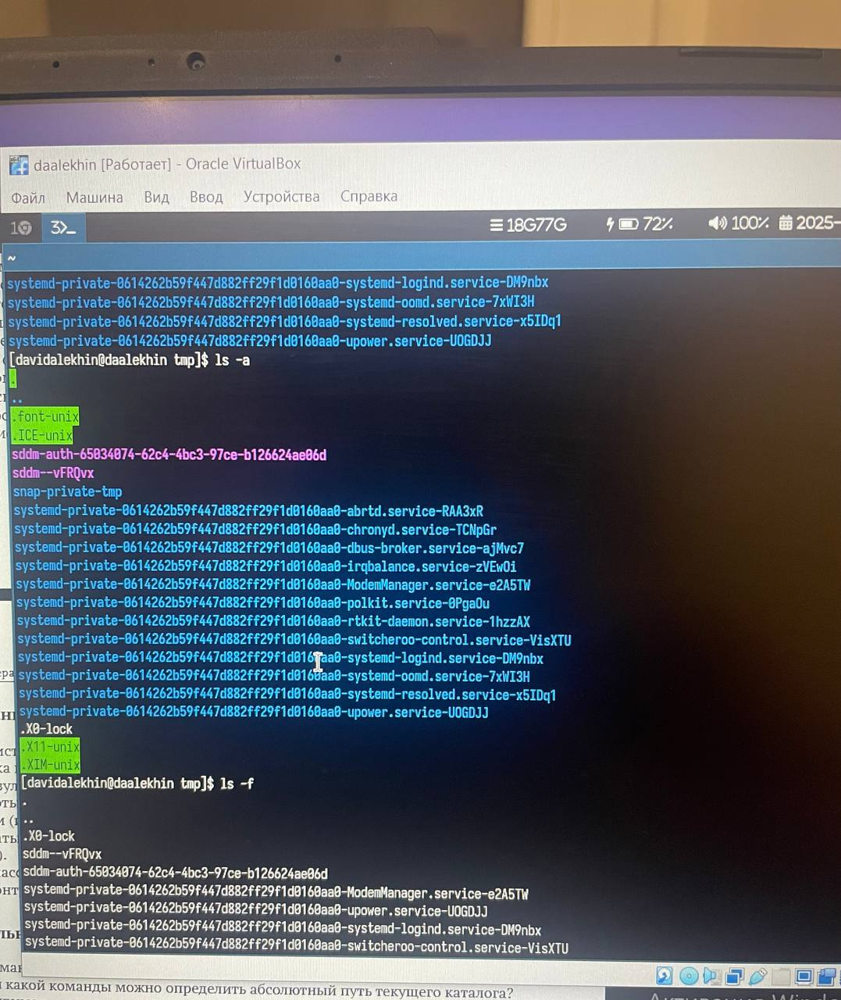 daalekhin [Работает] - Oracle VirtualBox
Файл Машина Вид Ввод Устройства Справка
1 3 18G77G 72% 100% 2025-
~
systemd-private-0614262b59f447d882ff29f1d0160aa0-systemd-logind.service-DM9nbx
systemd-private-0614262b59f447d882ff29f1d0160aa0-systemd-oomd.service-7xWI3H
systemd-private-0614262b59f447d882ff29f1d0160aa0-systemd-resolved.service-x5IDq1
systemd-private-0614262b59f447d882ff29f1d0160aa0-upower.service-UOGDJJ
[davidalekhin@daalekhin tmp]$ ls -a
.
..
.font-unix
.ICE-unix
sddm-auth-65034074-62c4-4bc3-97ce-b126624ae06d
sddm--vFRQvx
snap-private-tmp
systemd-private-0614262b59f447d882ff29f1d0160aa0-abrtd.service-RAA3xR
systemd-private-0614262b59f447d882ff29f1d0160aa0-chronyd.service-TCNpGr
systemd-private-0614262b59f447d882ff29f1d0160aa0-dbus-broker.service-ajMvc7
systemd-private-0614262b59f447d882ff29f1d0160aa0-irqbalance.service-zVEwOi
systemd-private-0614262b59f447d882ff29f1d0160aa0-ModemManager.service-e2A5TW
systemd-private-0614262b59f447d882ff29f1d0160aa0-polkit.service-0PgaOu
systemd-private-0614262b59f447d882ff29f1d0160aa0-rtkit-daemon.service-1hzzAX
systemd-private-0614262b59f447d882ff29f1d0160aa0-switcheroo-control.service-VisXTU
systemd-private-0614262b59f447d882ff29f1d0160aa0-systemd-logind.service-DM9nbx
systemd-private-0614262b59f447d882ff29f1d0160aa0-systemd-oomd.service-7xWI3H
systemd-private-0614262b59f447d882ff29f1d0160aa0-systemd-resolved.service-x5IDq1
systemd-private-0614262b59f447d882ff29f1d0160aa0-upower.service-UOGDJJ
.X0-lock
.X11-unix
.XIM-unix
[davidalekhin@daalekhin tmp]$ ls -f
.
..
.X0-lock
sddm--vFRQvx
sddm-auth-65034074-62c4-4bc3-97ce-b126624ae06d
systemd-private-0614262b59f447d882ff29f1d0160aa0-ModemManager.service-e2A5TW
systemd-private-0614262b59f447d882ff29f1d0160aa0-upower.service-UOGDJJ
systemd-private-0614262b59f447d882ff29f1d0160aa0-systemd-logind.service-DM9nbx
systemd-private-0614262b59f447d882ff29f1d0160aa0-switcheroo-control.service-VisXTU
какой команды можно определить абсолютный путь текущего каталога?